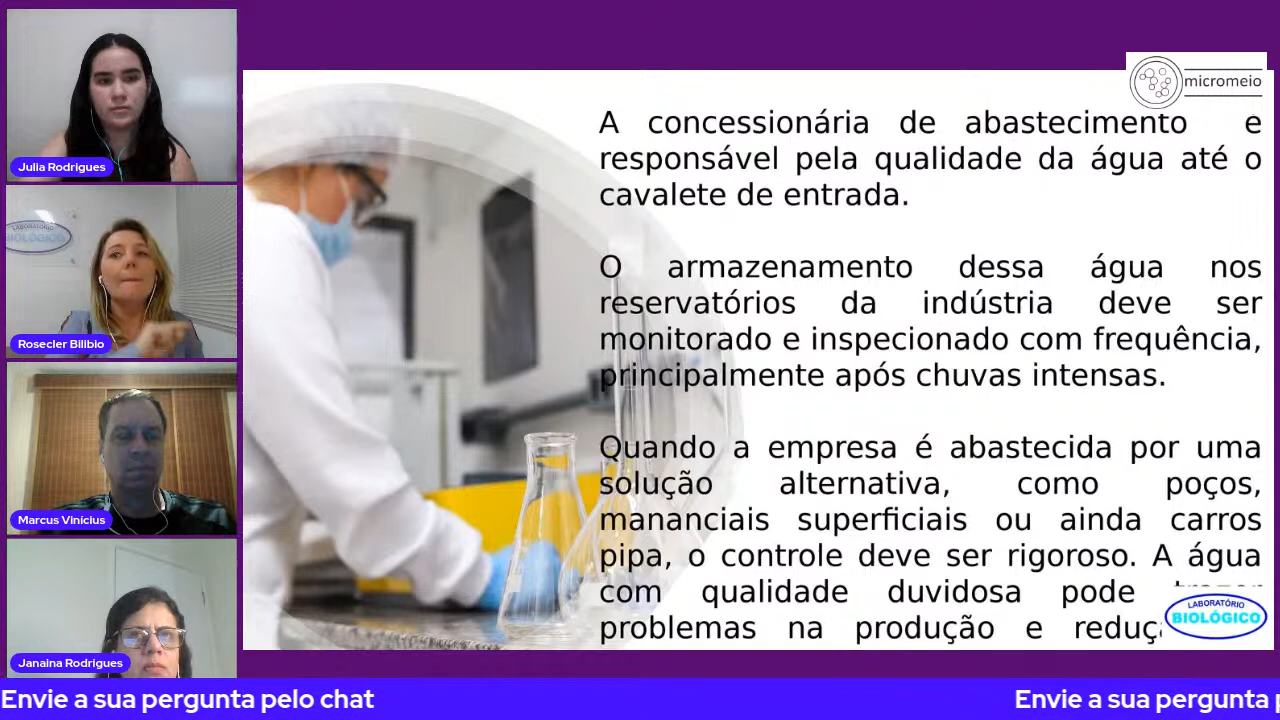 Julia Rodrigues
LABORATÓRIO
BIOLÓGICO
Rosecler Bilibio
Marcus Vinícius
Janaina Rodrigues
micromeio
A concessionária de abastecimento e
responsável pela qualidade da água até o
cavalete de entrada.
O armazenamento dessa água nos
reservatórios da indústria deve ser
monitorado e inspecionado com frequência,
principalmente após chuvas intensas.
Quando a empresa é abastecida por uma
solução alternativa, como poços,
mananciais superficiais ou ainda carros
pipa, o controle deve ser rigoroso. A água
com qualidade duvidosa pode
problemas na produção e
LABORATÓRIO
BIOLÓGICO
Envie a sua pergunta pelo chat
Envie a sua pergunta